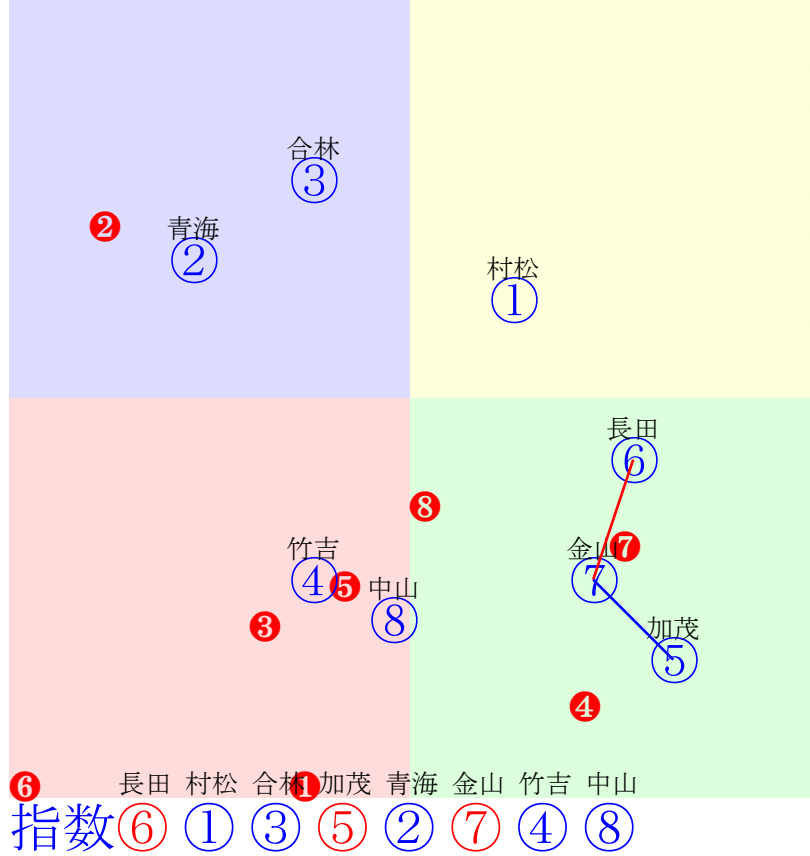 合林
③
❷
青海
②
村松
①
長田
⑥
❽
竹吉
④
❺
金山
⑦
❼
中山
⑧
❸
加茂
⑤
❹
❻
❶
長田 村松 合林 加茂 青海 金山 竹吉 中山
指数⑥①③⑤②⑦④⑧